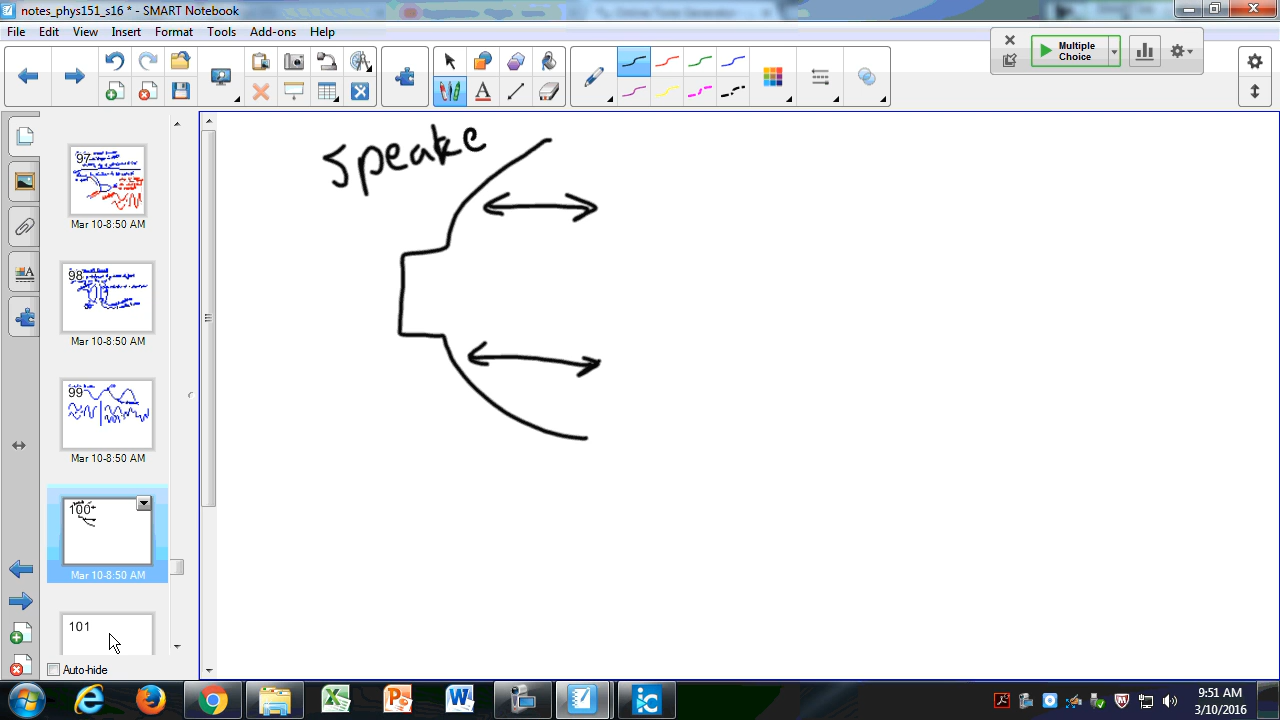 notes_phys151_s16 * - SMART Notebook
File Edit View Insert Format Tools Add-ons Help
Multiple
Choice
Speake
97
Mar 10-8:50 AM
98
Mar 10-8:50 AM
99
Mar 10-8:50 AM
100
Mar 10-8:50 AM
101
Auto-hide
9:51 AM
3/10/2016